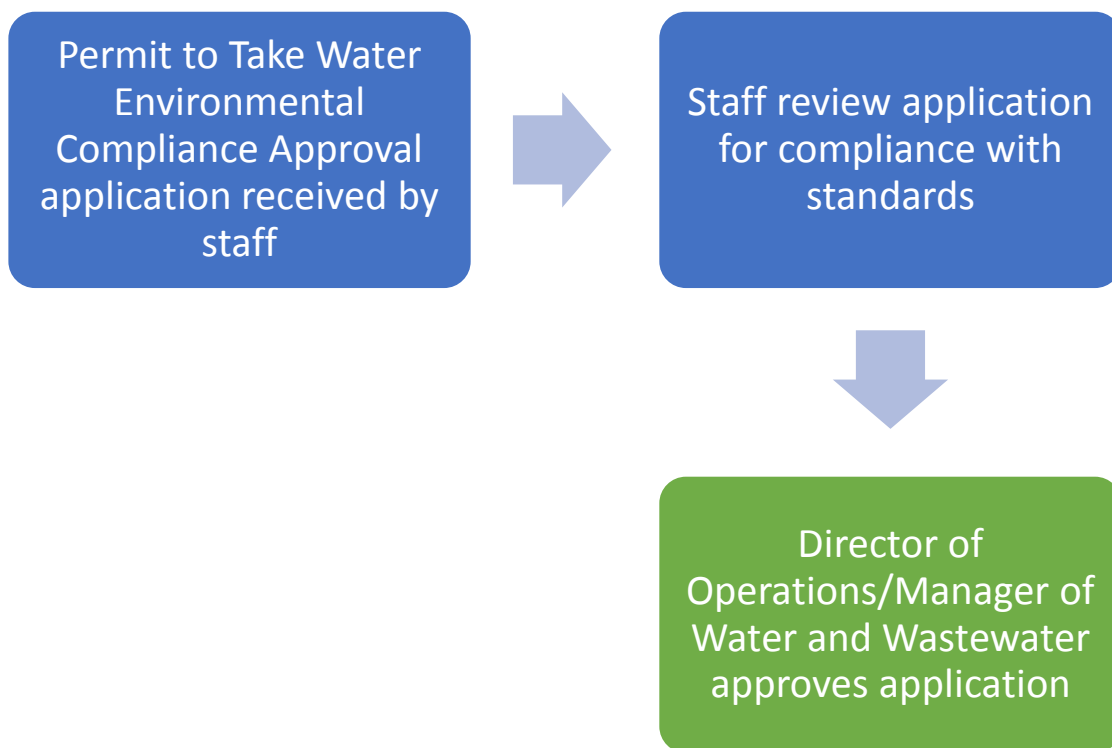 Permit to Take Water
Environmental
Compliance Approval
application received by
staff
Staff review application
for compliance with
standards
Director of
Operations/Manager of
Water and Wastewater
approves application